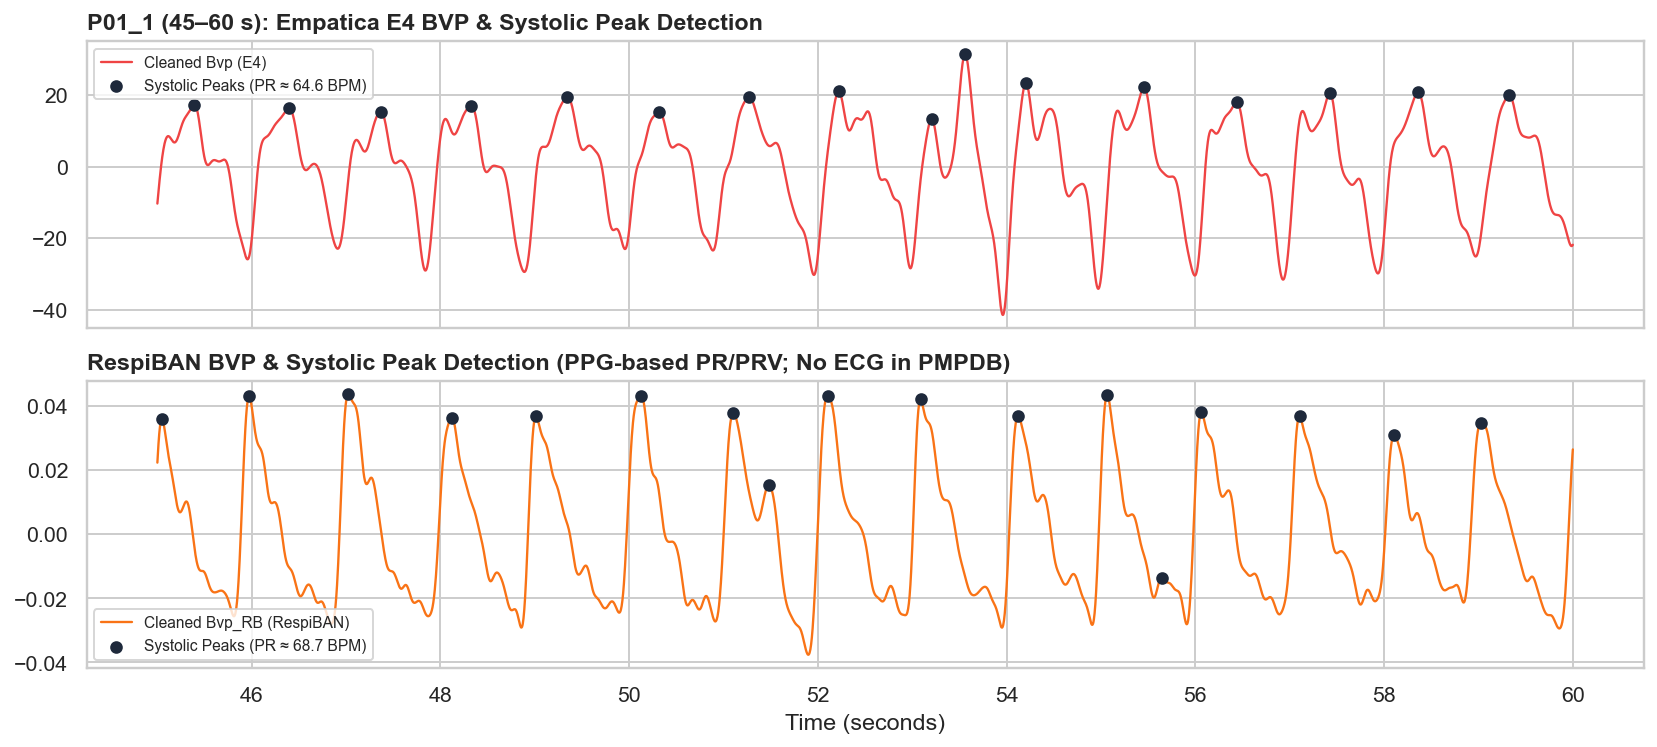 P01_1 (45–60 s): Empatica E4 BVP & Systolic Peak Detection
Cleaned Bvp (E4)
Systolic Peaks (PR ≈ 64.6 BPM)
20
0
−20
−40
RespiBAN BVP & Systolic Peak Detection (PPG-based PR/PRV; No ECG in PMPDB)
0.04
0.02
0.00
−0.02
−0.04
Cleaned Bvp_RB (RespiBAN)
Systolic Peaks (PR ≈ 68.7 BPM)
46 48 50 52 54 56 58 60
Time (seconds)